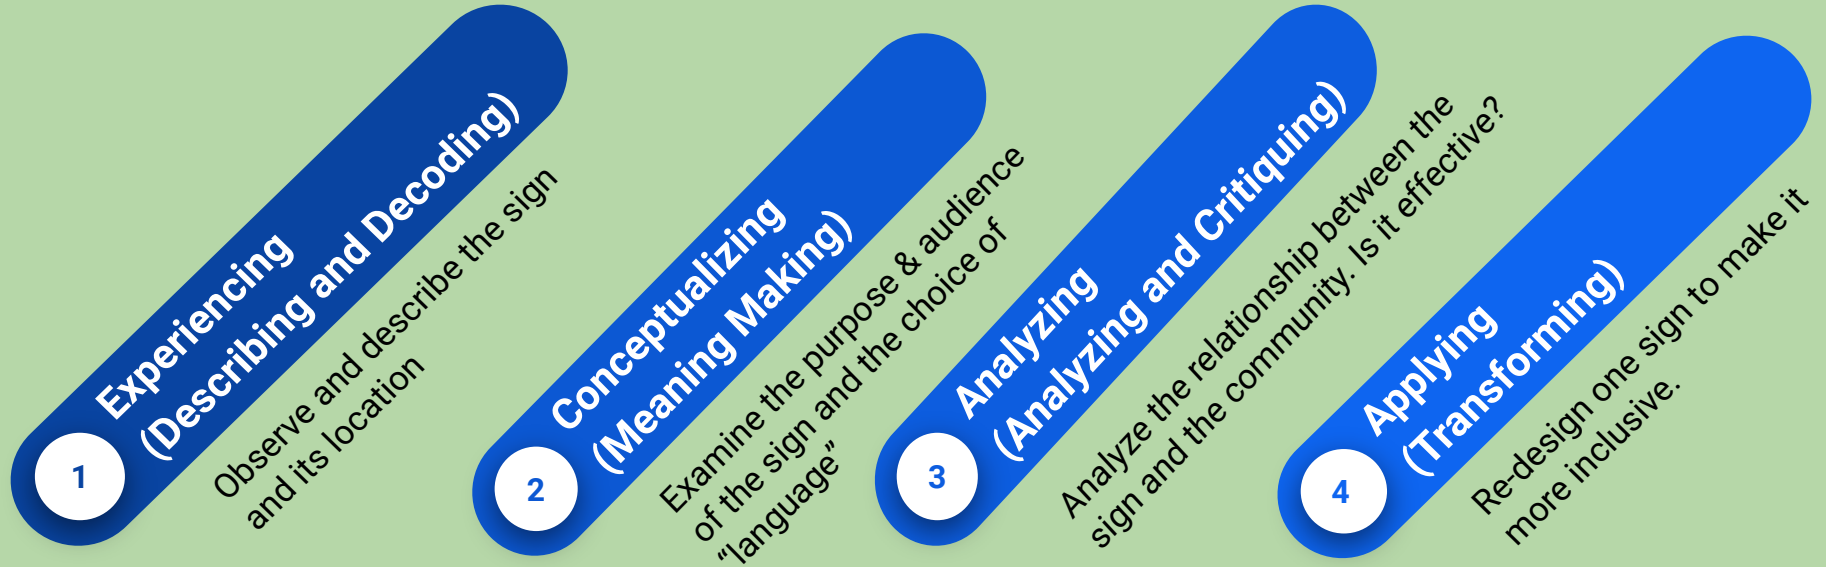 1
Experiencing
(Describing and Decoding)
Observe and describe the sign
and its location
2
Conceptualizing
(Meaning Making)
Examine the purpose & audience
of the sign and the choice of
“language”
3
Analyzing
(Analyzing and Critiquing)
Analyze the relationship between the
sign and the community. Is it effective?
4
Applying
(Transforming)
Re-design one sign to make it
more inclusive.